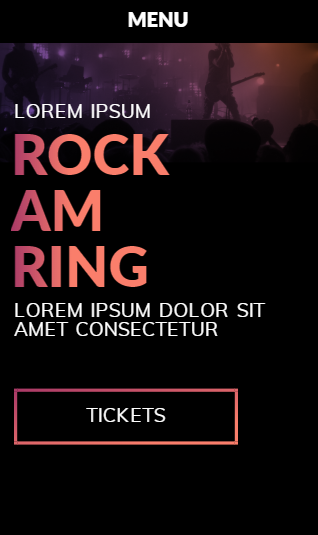 MENU
LOREM IPSUM
ROCK
AM
RING
LOREM IPSUM DOLOR SIT
AMET CONSECTETUR
TICKETS